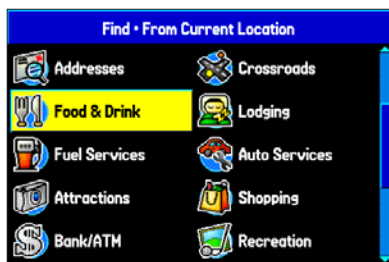 Find • From Current Location
Addresses
Crossroads
Food & Drink
Lodging
Fuel Services
Auto Services
Attractions
Shopping
Bank/ATM
Recreation